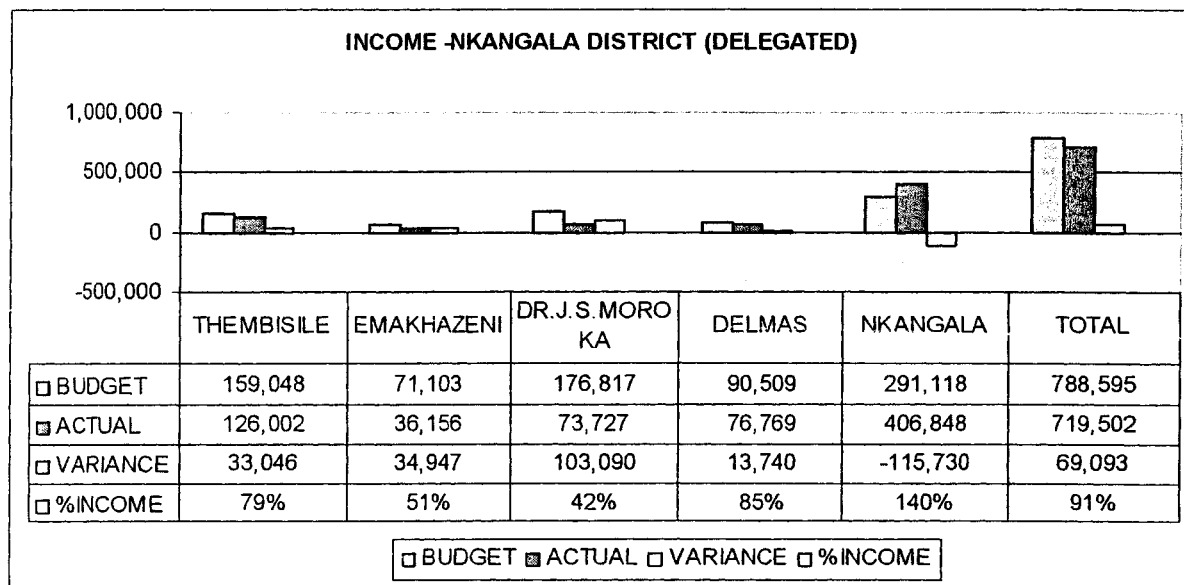 INCOME -NKANGALA DISTRICT (DELEGATED)
1,000,000
500,000
0
-500,000
THEMBISILE EMAKHAZENI DR.J.S.MORO KA DELMAS NKANGALA TOTAL
BUDGET 159,048 71,103 176,817 90,509 291,118 788,595
ACTUAL 126,002 36,156 73,727 76,769 406,848 719,502
VARIANCE 33,046 34,947 103,090 13,740 -115,730 69,093
%INCOME 79% 51% 42% 85% 140% 91%
BUDGET ACTUAL VARIANCE %INCOME